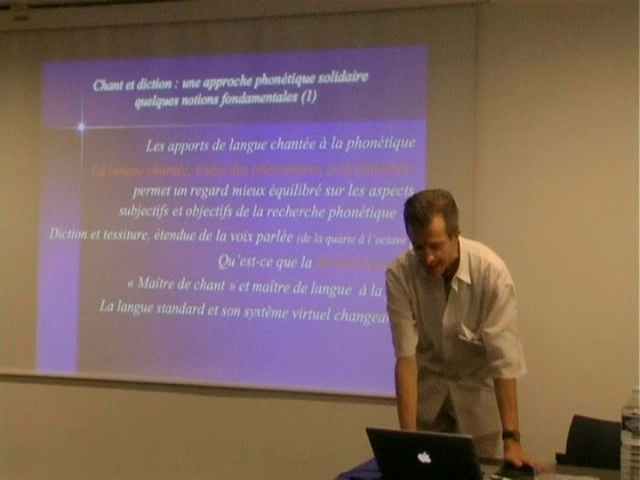 Chant et diction : une approche phonétique solidaire
quelques notions fondamentales (1)
Les apports de langue chantée à la phonétique
La langue chantée, loupe des phénomènes
permet un regard mieux équilibré sur les aspects
subjectifs et objectifs de la recherche phonétique
Diction et tessiture, étendue de la voix parlée (de la quarte à l'octave)
Qu'est-ce que la
« Maître de chant » et maître de langue à la
La langue standard et son système virtuel